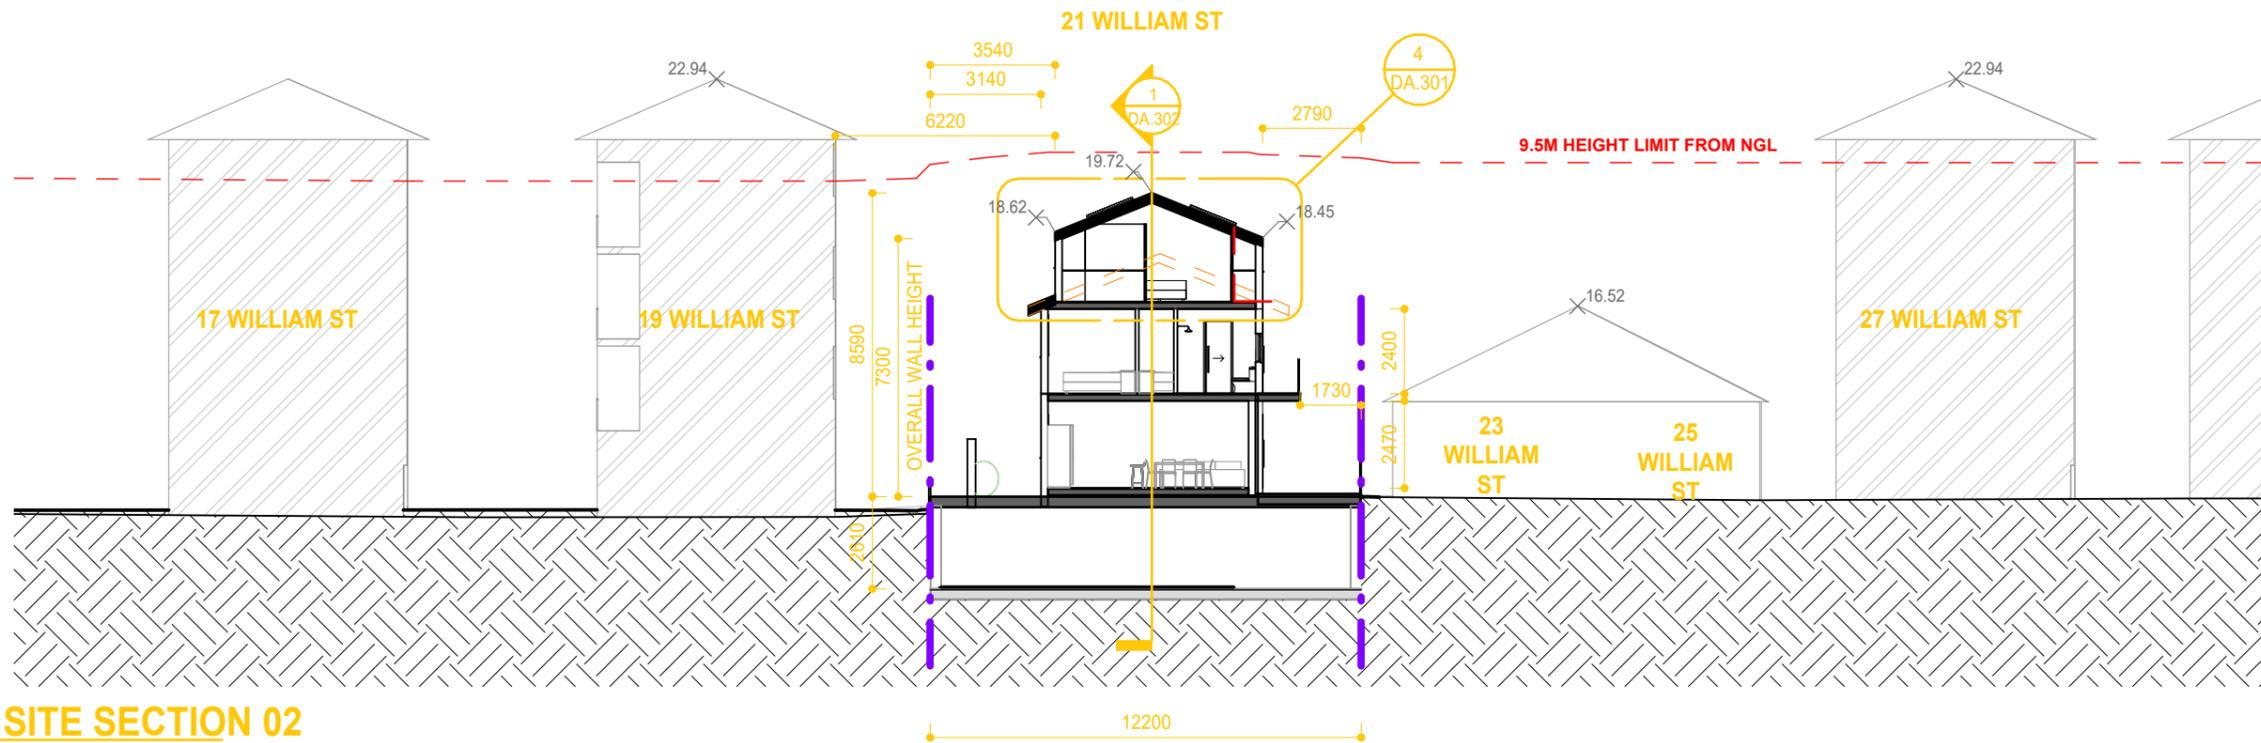 21 WILLIAM ST
3540
3140
6220
22.94
1
DA.302
4
DA.301
2790
22.94
9.5M HEIGHT LIMIT FROM NGL
19.72
18.62
18.45
16.52
17 WILLIAM ST
19 WILLIAM ST
27 WILLIAM ST
8590
7300
OVERALL WALL HEIGHT
2400
1730
2470
23
WILLIAM
ST
25
WILLIAM
ST
2610
SITE SECTION 02
12200